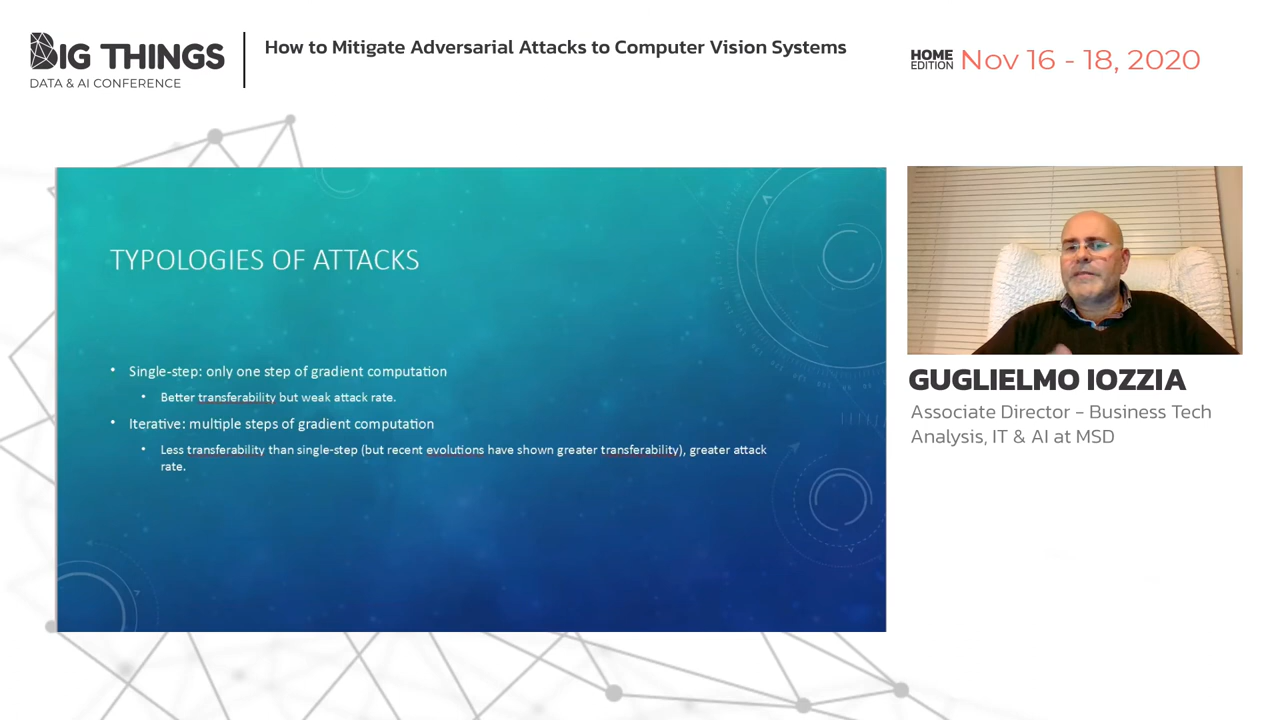 BIG THINGS
DATA & AI CONFERENCE
How to Mitigate Adversarial Attacks to Computer Vision Systems
HOME
EDITION
Nov 16 - 18, 2020
TYPOLOGIES OF ATTACKS
• Single-step: only one step of gradient computation
• Better transferability but weak attack rate.
• Iterative: multiple steps of gradient computation
• Less transferability than single-step (but recent evolutions have shown greater transferability), greater attack
rate.
GUGLIELMO IOZZIA
Associate Director – Business Tech
Analysis, IT & AI at MSD